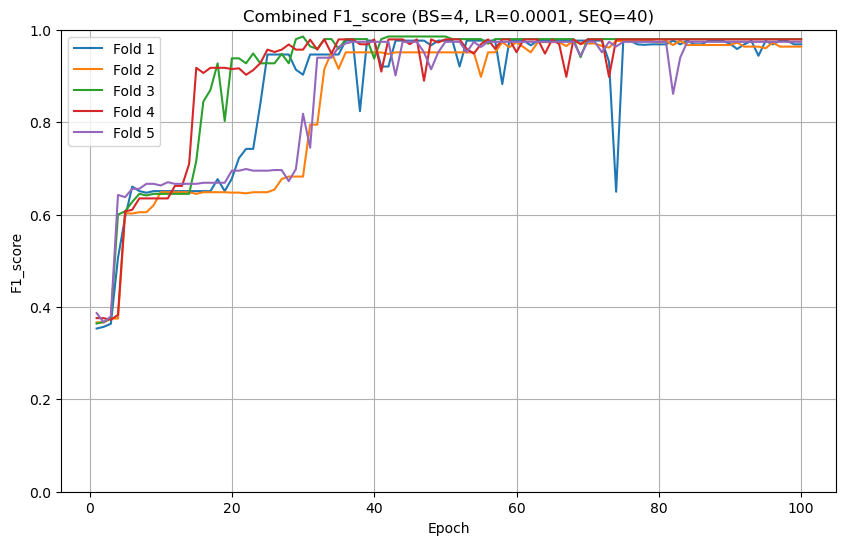 Combined F1_score (BS=4, LR=0.0001, SEQ=40)
Fold 1
Fold 2
Fold 3
Fold 4
Fold 5
F1_score
1.0
0.8
0.6
0.4
0.2
0.0
0 20 40 60 80 100
Epoch